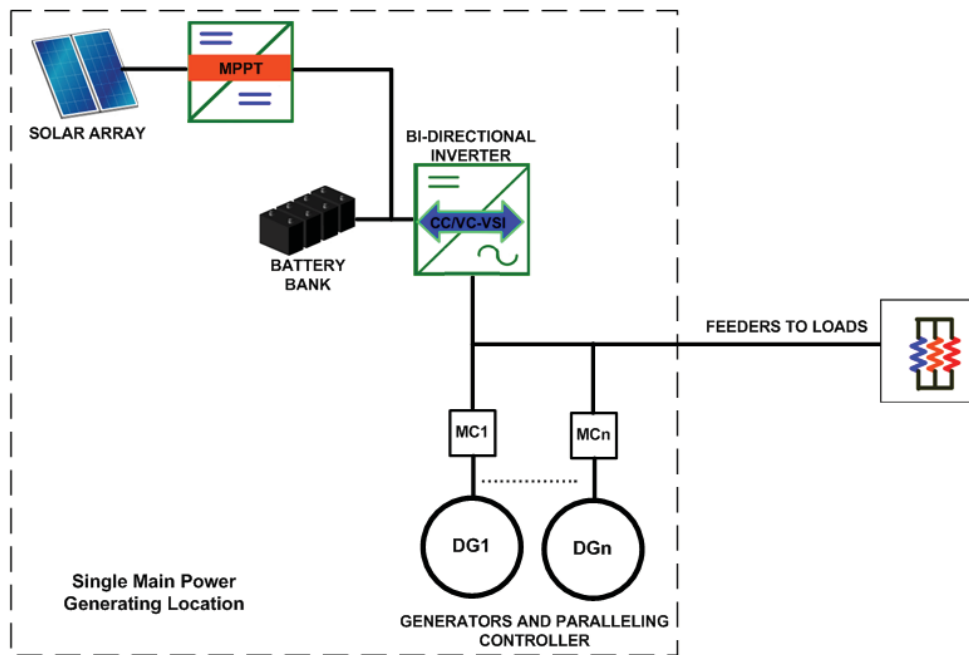 MPPT
SOLAR ARRAY
BI-DIRECTIONAL
INVERTER
CC/VC-VSI
BATTERY
BANK
FEEDERS TO LOADS
MC1
MCn
DG1
DGn
Single Main Power
Generating Location
GENERATORS AND PARALLELING
CONTROLLER